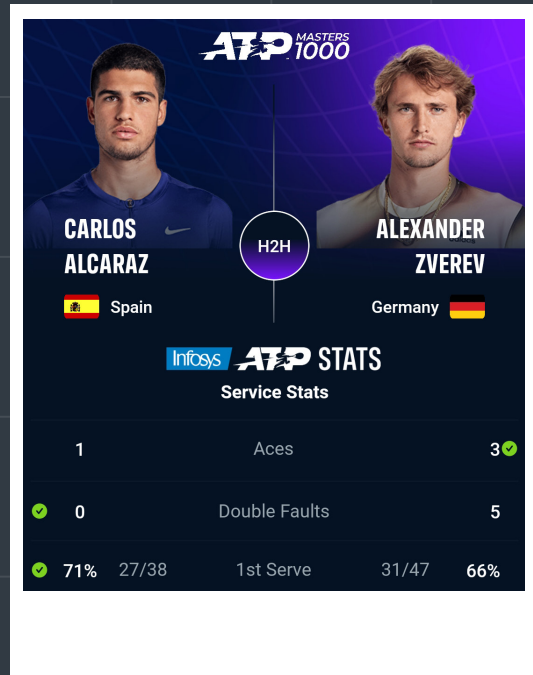 ATP MASTERS 1000
CARLOS ALCARAZ
ALEXANDER ZVEREV
H2H
Spain
Germany
Infosys ATP STATS
Service Stats
1 Aces 3
0 Double Faults 5
71% 27/38 1st Serve 31/47 66%